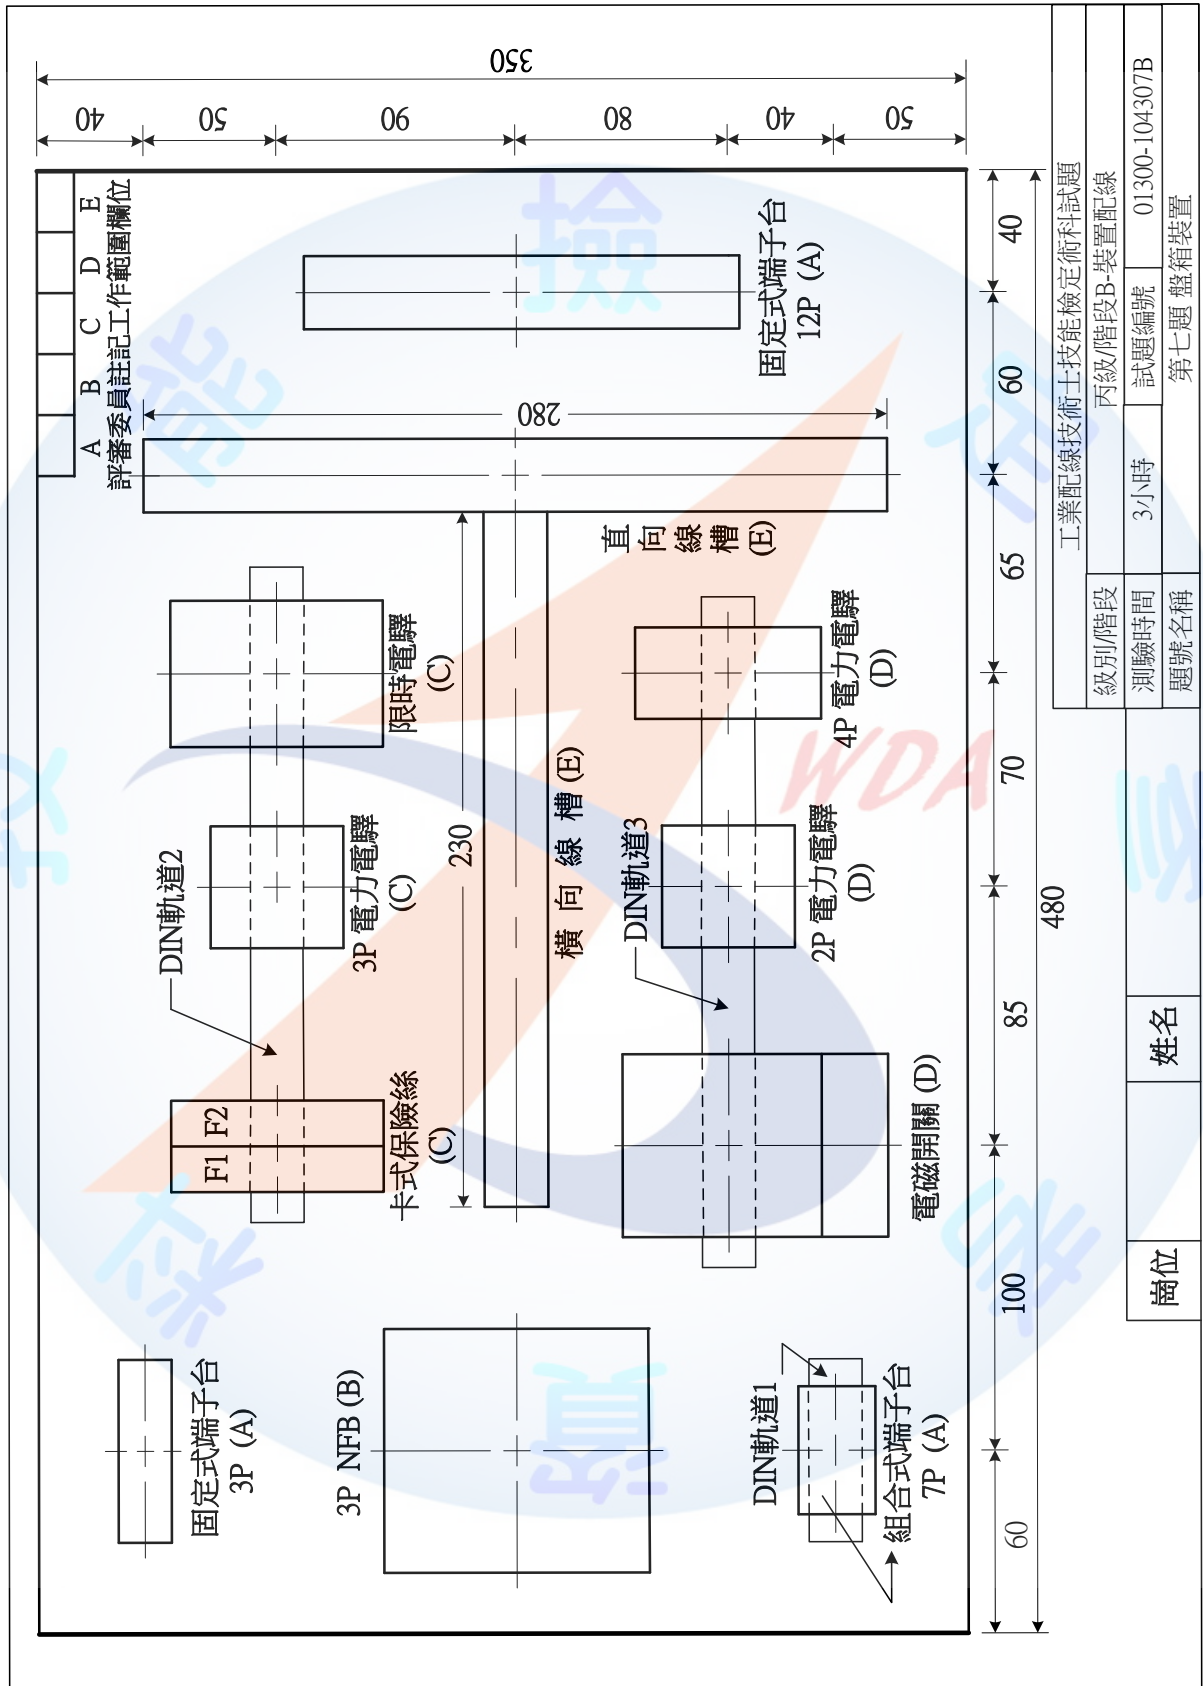 A B C D E
評審委員註記工作範圍欄位
固定式端子台
3P (A)
3P NFB (B)
DIN軌道1
組合式端子台
7P (A)
F1 F2
卡式保險絲
(C)
DIN軌道2
3P 電力電驛
(C)
限時電驛
(C)
230
橫向線槽(E)
直向線槽
(E)
280
電磁開關 (D)
DIN軌道3
2P 電力電驛
(D)
4P 電力電驛
(D)
固定式端子台
12P (A)
40
50
90
80
40
50
350
60
100
85
70
65
60
40
480
工業配線技術士技能檢定術科試題
級別/階段 丙級/階段B-裝置配線
測驗時間 3小時 試題編號 01300-104307B
題號名稱 第七題 盤箱裝置
崗位 姓名
WDA
技能檢定